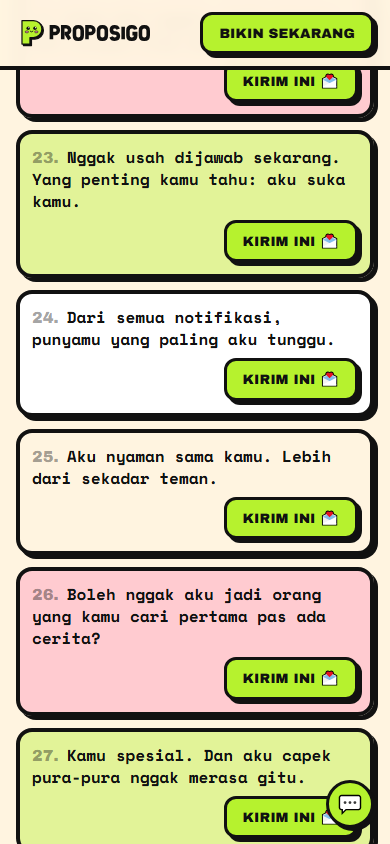 PROPOSIGO
BIKIN SEKARANG
KIRIM INI
23. Nggak usah dijawab sekarang.
Yang penting kamu tahu: aku suka
kamu.
KIRIM INI
24. Dari semua notifikasi,
punyamu yang paling aku tunggu.
KIRIM INI
25. Aku nyaman sama kamu. Lebih
dari sekadar teman.
KIRIM INI
26. Boleh nggak aku jadi orang
yang kamu cari pertama pas ada
cerita?
KIRIM INI
27. Kamu spesial. Dan aku capek
pura-pura nggak merasa gitu.
KIRIM INI